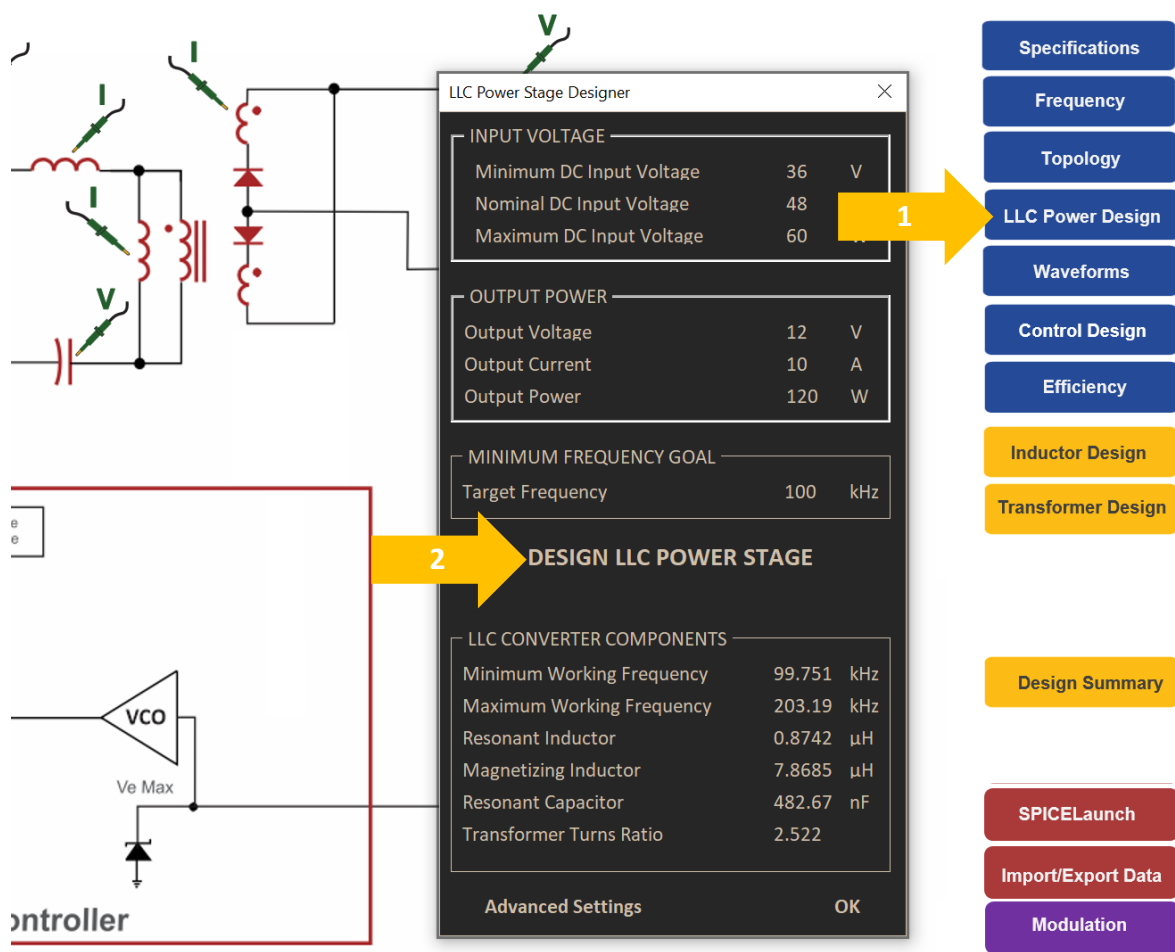 V
I
I
I
V
LLC Power Stage Designer
INPUT VOLTAGE
Minimum DC Input Voltage 36 V
Nominal DC Input Voltage 48
Maximum DC Input Voltage 60
OUTPUT POWER
Output Voltage 12 V
Output Current 10 A
Output Power 120 W
MINIMUM FREQUENCY GOAL
Target Frequency 100 kHz
2
DESIGN LLC POWER STAGE
LLC CONVERTER COMPONENTS
Minimum Working Frequency 99.751 kHz
Maximum Working Frequency 203.19 kHz
Resonant Inductor 0.8742 μH
Magnetizing Inductor 7.8685 μH
Resonant Capacitor 482.67 nF
Transformer Turns Ratio 2.522
Advanced Settings OK
VCO
Ve Max
ontroller
1
Specifications
Frequency
Topology
LLC Power Design
Waveforms
Control Design
Efficiency
Inductor Design
Transformer Design
Design Summary
SPICELaunch
Import/Export Data
Modulation